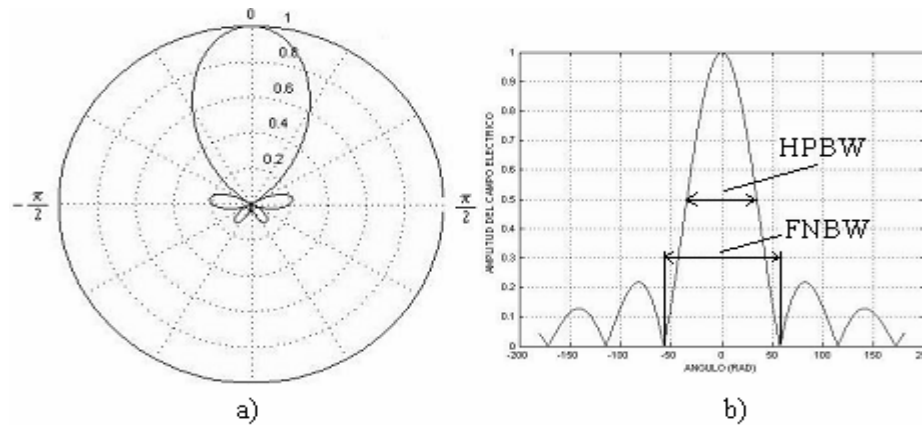 0
1
0.8
0.6
0.4
0.2
-π/2
π/2
a)
AMPLITUD DEL CAMPO ELECTRICO
1
0.9
0.8
0.7
0.6
0.5
0.4
0.3
0.2
0.1
0
HPBW
FNBW
-200 -150 -100 -50 0 50 100 150 200
ANGULO (RAD)
b)